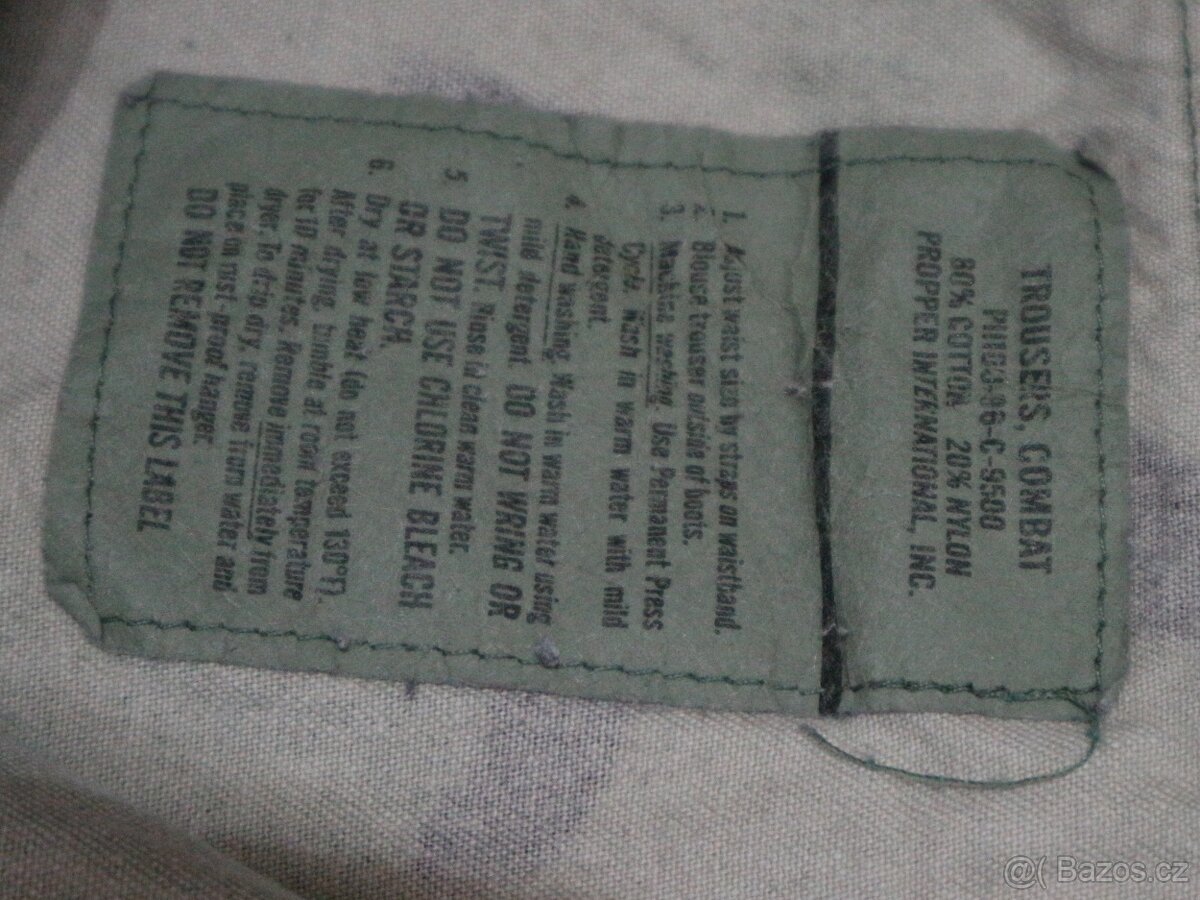 TROUSERS, COMBAT
80% COTTON 20% NYLON
PROPPER INTERNATIONAL, INC.
1. Adjust waist size by straps on waistband.
2. Blouse trouser outside of boots.
3. Machine washing. Use Permanent Press
Cycle. Wash in warm water with mild
detergent.
4. Hand washing. Wash in warm water using
mild detergent DO NOT WRING OR
TWIST. Rinse in clean warm water.
5. DO NOT USE CHLORINE BLEACH
OR STARCH.
6. Dry at low heat (do not exceed 130°F).
After drying, tumble at room temperature
for 10 minutes. Remove immediately from
dryer. To drip dry, remove from water and
place on rust-proof hanger.
DO NOT REMOVE THIS LABEL
@( Bazos.cz